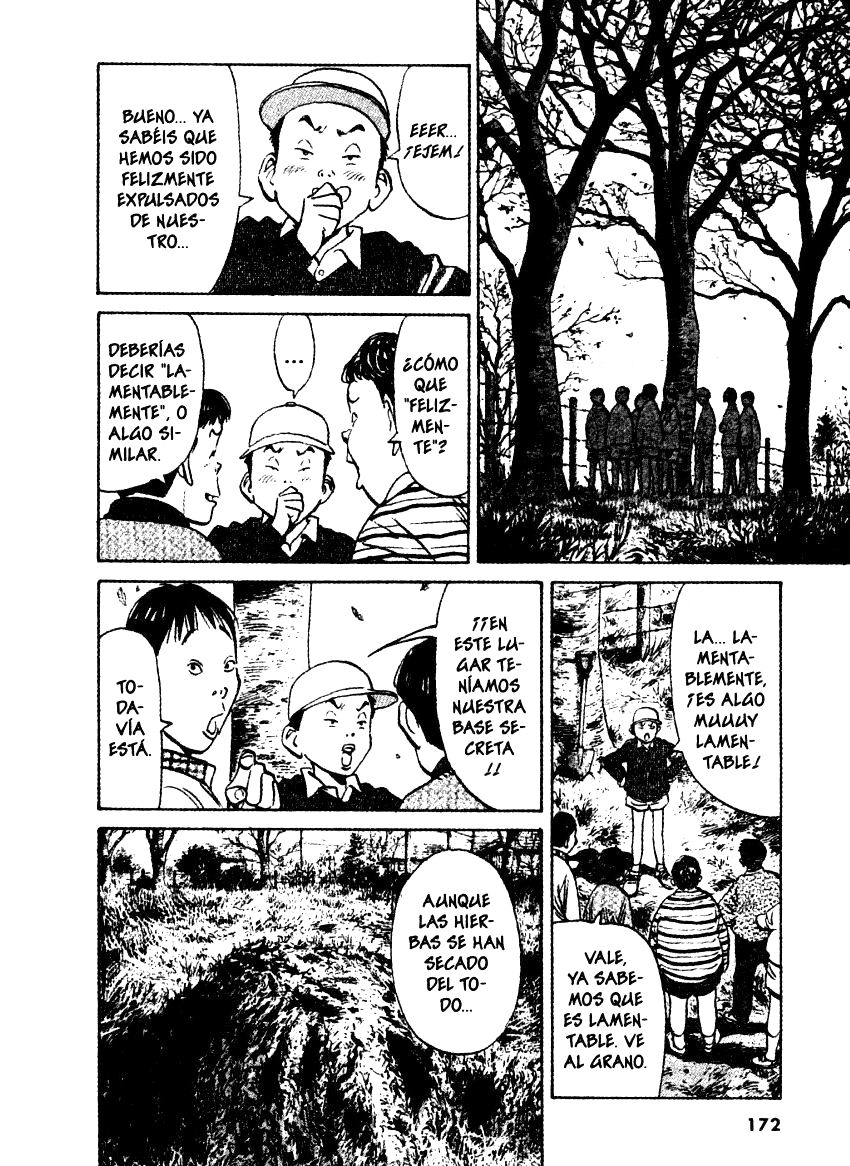 EEER...
¡EJEM!
BUENO... YA
SABÉIS QUE
HEMOS SIDO
FELIZMENTE
EXPULSADOS
DE NUES-
TRO...
¿CÓMO
QUE
"FELIZ-
MENTE"?
...
DEBERÍAS
DECIR "LA-
MENTABLE-
MENTE", O
ALGO SI-
MILAR.
LA... LA-
MENTA-
BLEMENTE,
¡ES ALGO
MUUUY
LAMEN-
TABLE!
VALE,
YA SABE-
MOS QUE
ES LAMEN-
TABLE. VE
AL GRANO.
¡¡EN
ESTE LU-
GAR TE-
NÍAMOS
NUESTRA
BASE SE-
CRETA
!!
TO-
DA-
VÍA
ESTÁ.
AUNQUE
LAS HIER-
BAS SE HAN
SECADO
DEL TO-
DO...
172